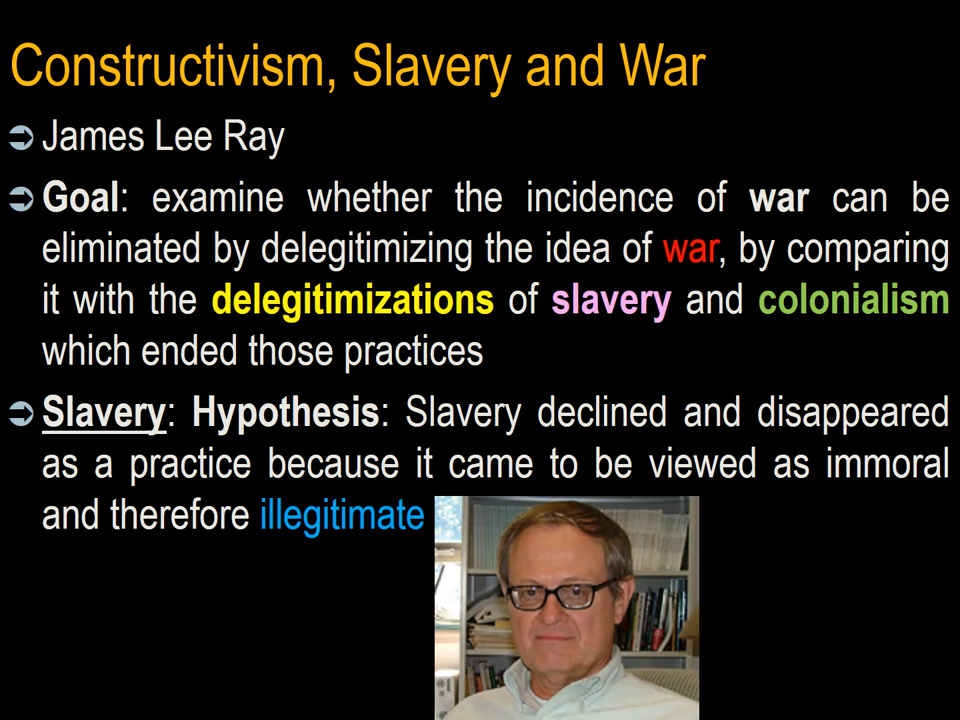 Constructivism, Slavery and War
James Lee Ray
Goal: examine whether the incidence of war can be
eliminated by delegitimizing the idea of war, by comparing
it with the delegitimizations of slavery and colonialism
which ended those practices
Slavery: Hypothesis: Slavery declined and disappeared
as a practice because it came to be viewed as immoral
and therefore illegitimate